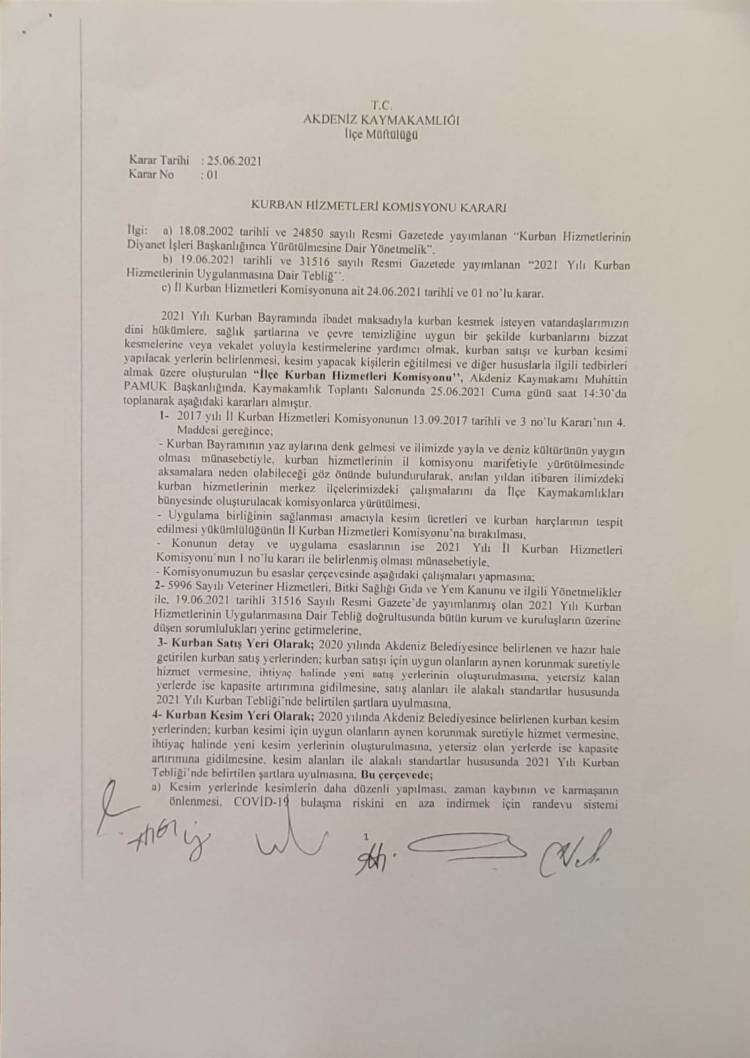 T.C.
AKDENİZ KAYMAKAMLIĞI
İlçe Müftülüğü
Karar Tarihi : 25.06.2021
Karar No : 01
KURBAN HİZMETLERİ KOMİSYONU KARARI
İlgi: a) 18.08.2002 tarihli ve 24850 sayılı Resmi Gazetede yayımlanan “Kurban Hizmetlerinin
Diyanet İşleri Başkanlığınca Yürütülmesine Dair Yönetmelik”.
b) 19.06.2021 tarihli ve 31516 sayılı Resmi Gazetede yayımlanan “2021 Yılı Kurban
Hizmetlerinin Uygulanmasına Dair Tebliğ’’.
c) İl Kurban Hizmetleri Komisyonuna ait 24.06.2021 tarihli ve 01 no’lu karar.
2021 Yılı Kurban Bayramında ibadet maksadıyla kurban kesmek isteyen vatandaşlarımızın
dini hükümlere, sağlık şartlarına ve çevre temizliğine uygun bir şekilde kurbanlarını bizzat
kesmelerine veya vekalet yoluyla kestirmelerine yardımcı olmak, kurban satışı ve kurban kesimi
yapılacak yerlerin belirlenmesi, kesim yapacak kişilerin eğitilmesi ve diğer hususlarla ilgili tedbirleri
almak üzere oluşturulan “İlçe Kurban Hizmetleri Komisyonu’’, Akdeniz Kaymakamı Muhittin
PAMUK Başkanlığında, Kaymakamlık Toplantı Salonunda 25.06.2021 Cuma günü saat 14:30’da
toplanarak aşağıdaki kararları almıştır.
1- 2017 yılı İl Kurban Hizmetleri Komisyonunun 13.09.2017 tarihli ve 3 no’lu Kararı’nın 4.
Maddesi gereğince;
- Kurban Bayramının yaz aylarına denk gelmesi ve ilimizde yayla ve deniz kültürünün yaygın
olması münasebetiyle, kurban hizmetlerinin il komisyonu marifetiyle yürütülmesinde
aksamalara neden olabileceği göz önünde bulundurularak, anılan yıldan itibaren ilimizdeki
kurban hizmetlerinin merkez ilçelerimizdeki çalışmalarını da İlçe Kaymakamlıkları
bünyesinde oluşturulacak komisyonlarca yürütülmesi,
- Uygulama birliğinin sağlanması amacıyla kesim ücretleri ve kurban harçlarının tespit
edilmesi yükümlülüğünün İl Kurban Hizmetleri Komisyonu’na bırakılması,
- Konunun detay ve uygulama esaslarının ise 2021 Yılı İl Kurban Hizmetleri
Komisyonu’nun 1 no’lu kararı ile belirlenmiş olması münasebetiyle,
- Komisyonumuzun bu esaslar çerçevesinde aşağıdaki çalışmaları yapmasına;
2- 5996 Sayılı Veteriner Hizmetleri, Bitki Sağlığı Gıda ve Yem Kanunu ve ilgili Yönetmelikler
ile, 19.06.2021 tarihli 31516 Sayılı Resmi Gazete’de yayımlanmış olan 2021 Yılı Kurban
Hizmetlerinin Uygulanmasına Dair Tebliğ doğrultusunda bütün kurum ve kuruluşların üzerine
düşen sorumlulukları yerine getirmelerine,
3- Kurban Satış Yeri Olarak; 2020 yılında Akdeniz Belediyesince belirlenen ve hazır hale
getirilen kurban satış yerlerinden; kurban satışı için uygun olanların aynen korunmak suretiyle
hizmet vermesine, ihtiyaç halinde yeni satış yerlerinin oluşturulmasına, yetersiz kalan
yerlerde ise kapasite artırımına gidilmesine, satış alanları ile alakalı standartlar hususunda
2021 Yılı Kurban Tebliği’nde belirtilen şartlara uyulmasına,
4- Kurban Kesim Yeri Olarak; 2020 yılında Akdeniz Belediyesince belirlenen kurban kesim
yerlerinden; kurban kesimi için uygun olanların aynen korunmak suretiyle hizmet vermesine,
ihtiyaç halinde yeni kesim yerlerinin oluşturulmasına, yetersiz olan yerlerde ise kapasite
artırımına gidilmesine, kesim alanları ile alakalı standartlar hususunda 2021 Yılı Kurban
Tebliği’nde belirtilen şartlara uyulmasına, Bu çerçevede;
a) Kesim yerlerinde kesimlerin daha düzenli yapılması, zaman kaybının ve karmaşanın
önlenmesi, COVİD-19 bulaşma riskini en aza indirmek için randevu sistemi
1